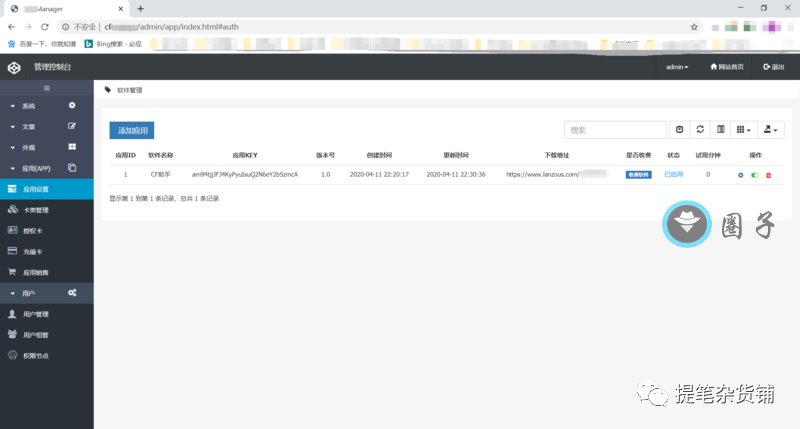 Manager
不安全 | cf /admin/app/index.html#auth
百度一下，你就知道 Bing搜索 - 必应
管理控制台 admin 网站首页 退出
系统
文章
外观
应用(APP)
应用设置
卡类管理
授权卡
充值卡
应用销售
用户
用户管理
用户组管
权限节点
软件管理
添加应用 搜索
应用ID 软件名称 应用KEY 版本号 创建时间 更新时间 下载地址 是否收费 状态 试用分钟 操作
1 CF助手 1.0 2020-04-11 22:20:17 2020-04-11 22:30:36 https://www.lanzous.com/ 收费软件 已启用 0
显示第 1 到第 1 条记录，总共 1 条记录
圈子
提笔杂货铺